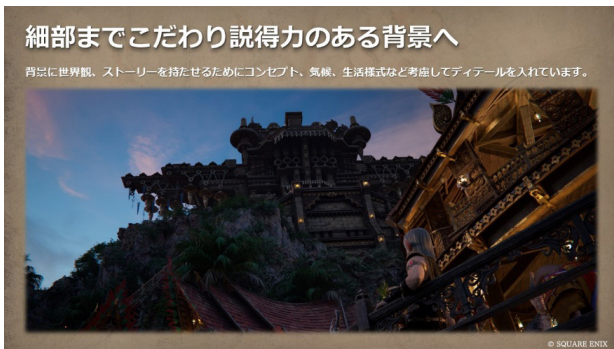 細部までこだわり説得力のある背景へ
背景に世界観、ストーリーを持たせるためにコンセプト、気候、生活様式など考慮してディテールを入れています。
© SQUARE ENIX